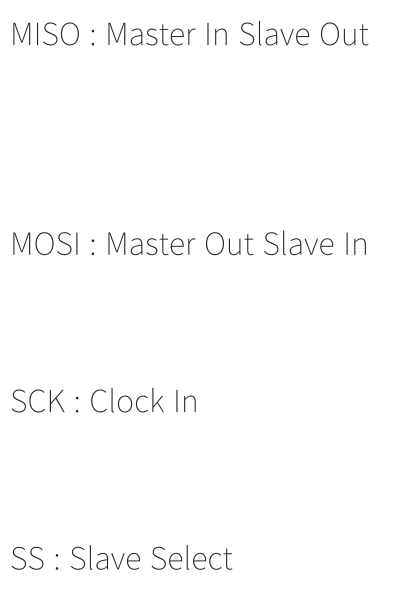 MISO : Master In Slave Out
MOSI : Master Out Slave In
SCK : Clock In
SS : Slave Select